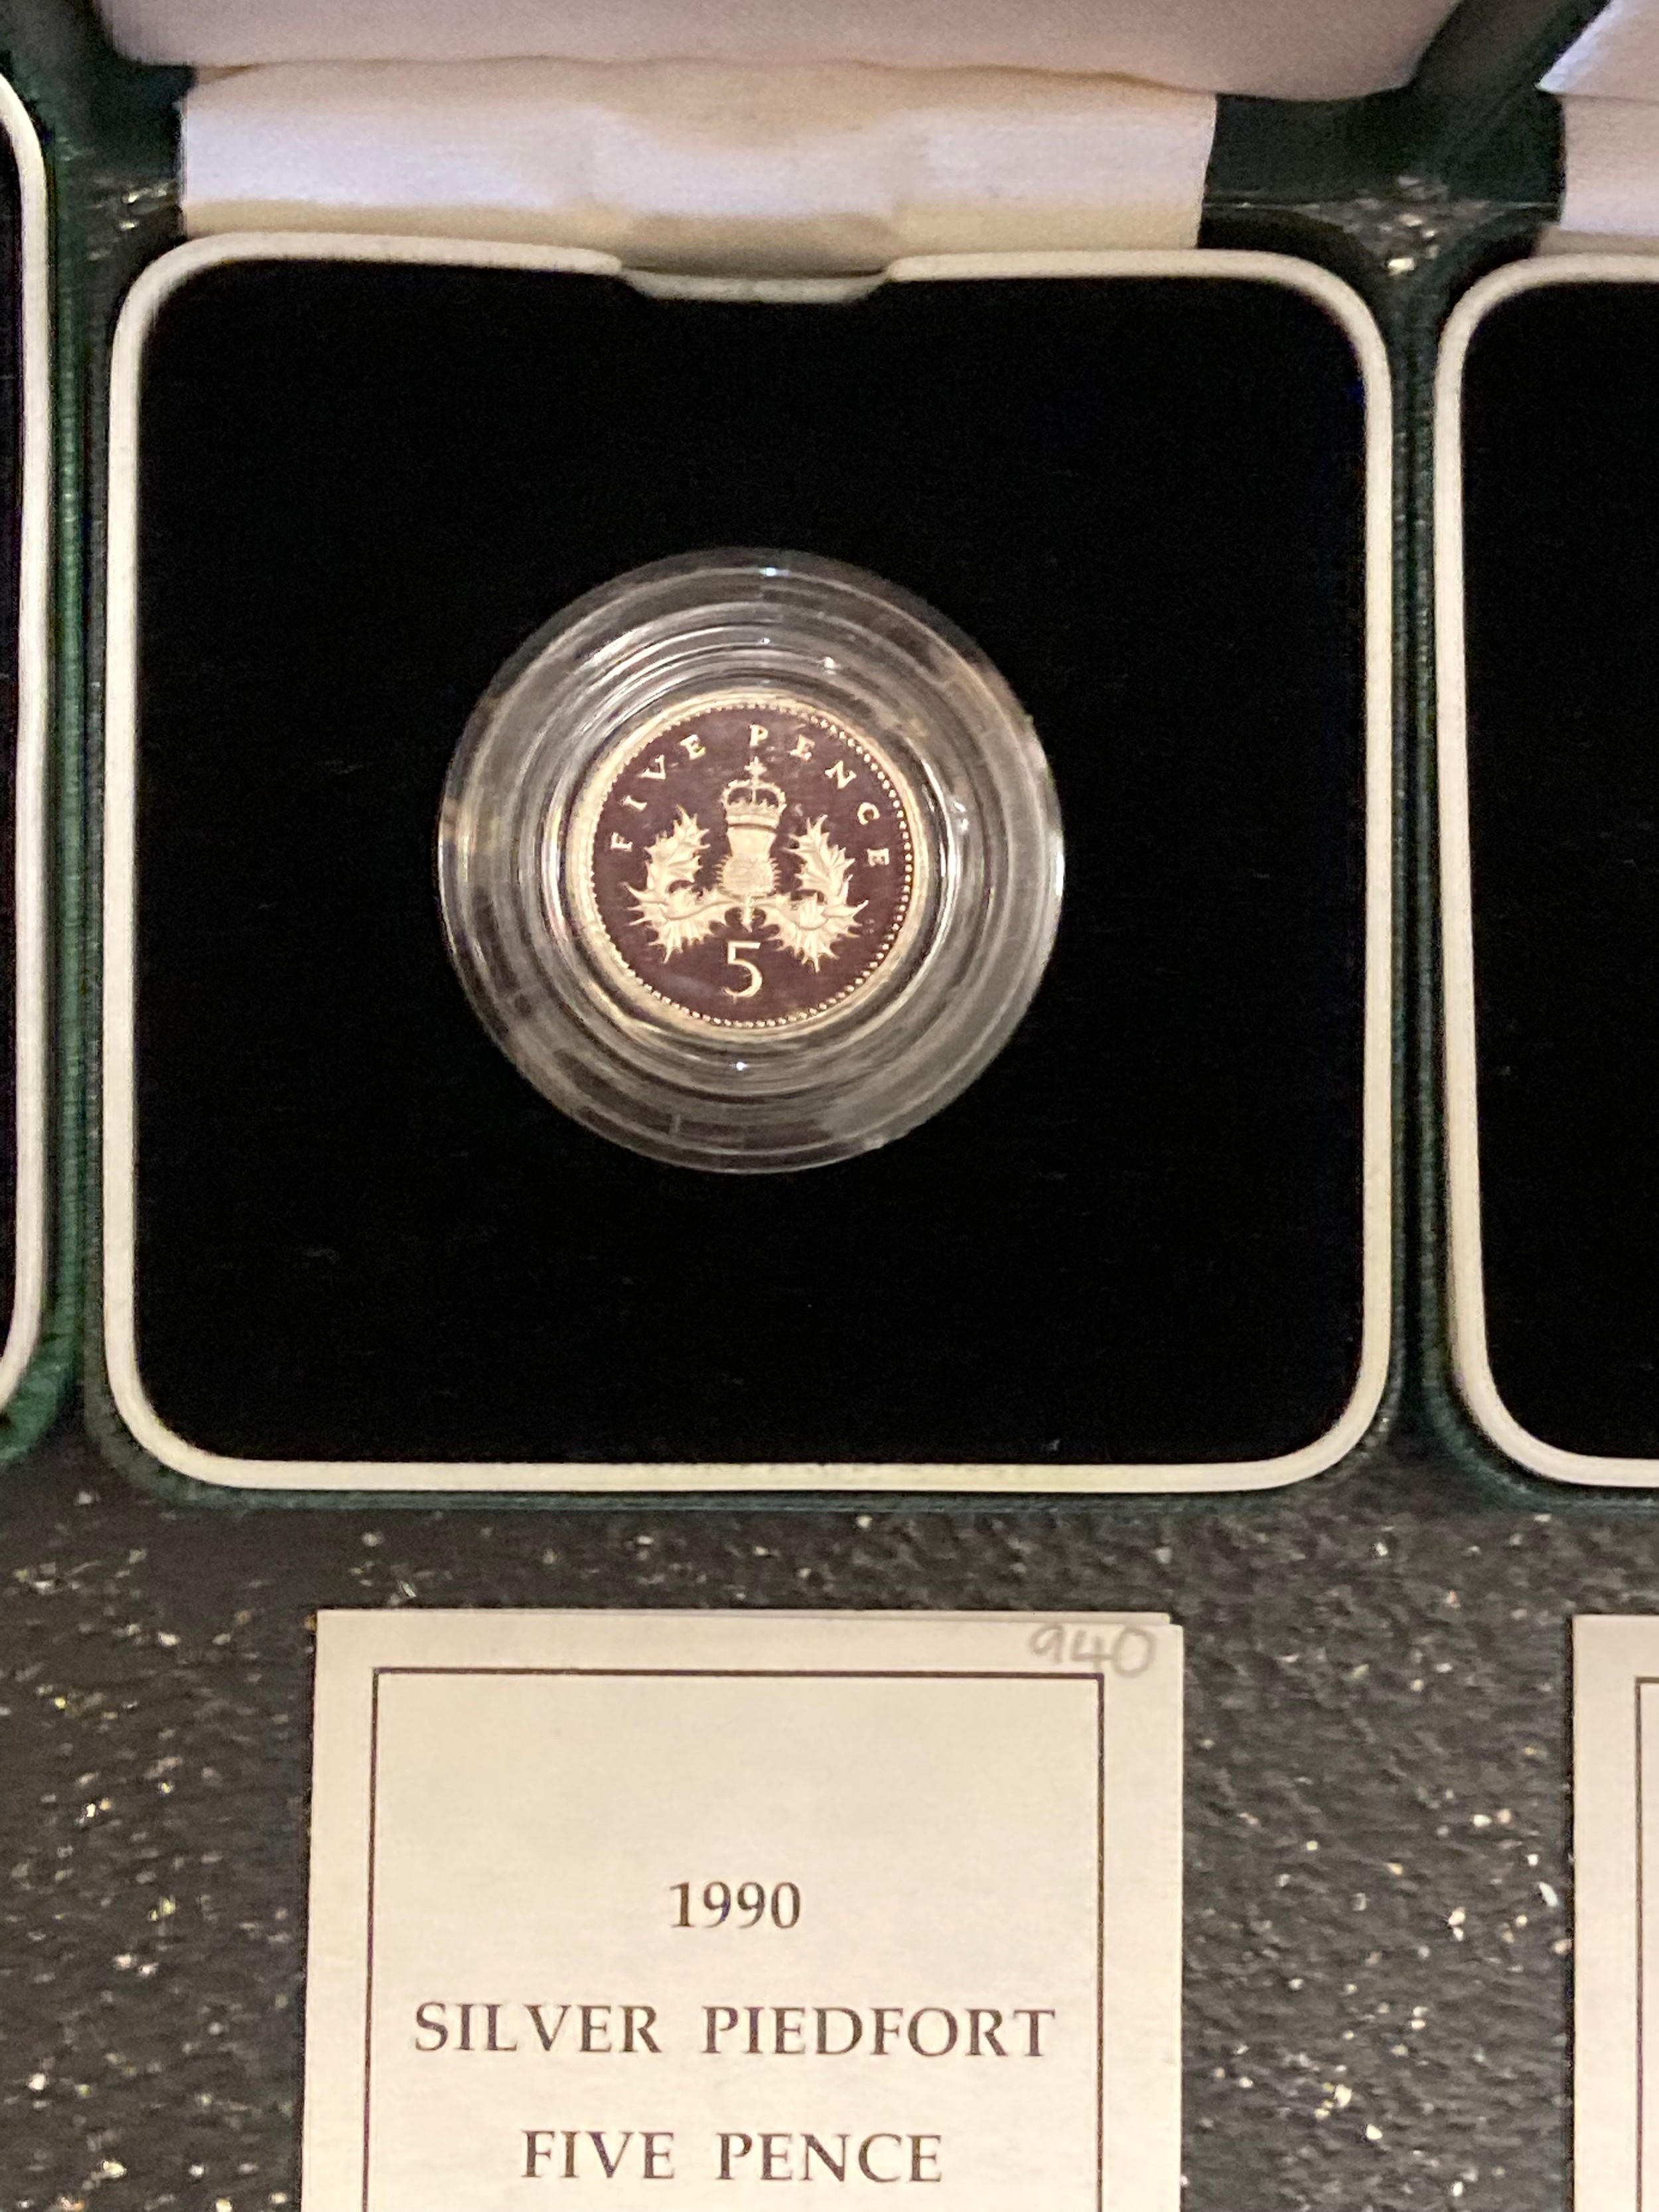 FIVE PENCE
5
940
1990
SILVER PIEDFORT
FIVE PENCE